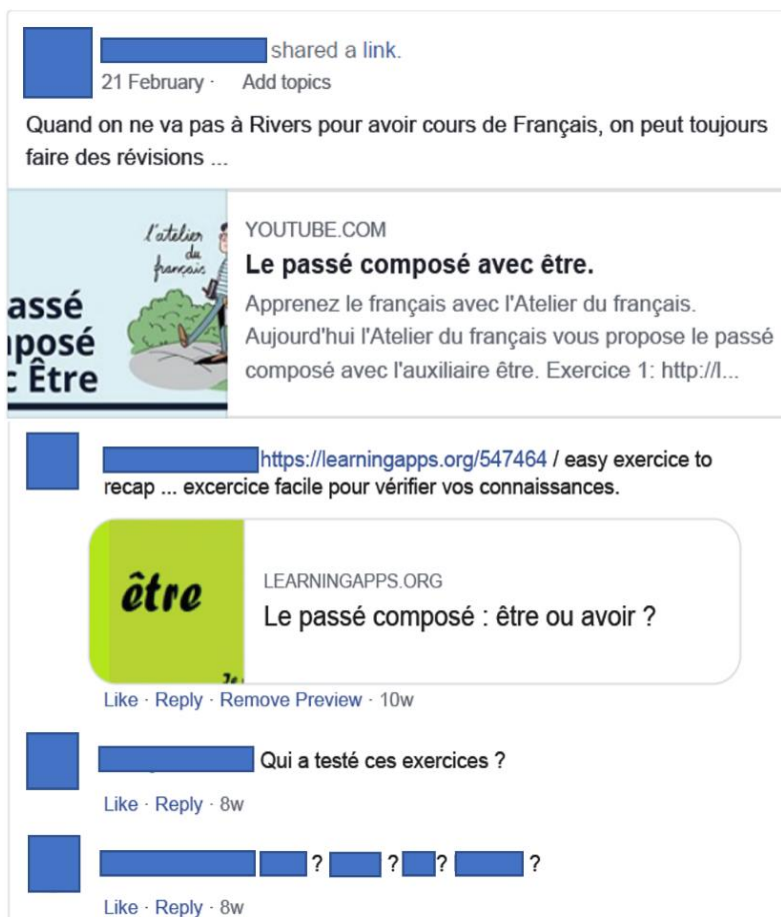 shared a link.
21 February · Add topics
Quand on ne va pas à Rivers pour avoir cours de Français, on peut toujours
faire des révisions ...
l'atelier
du
français
assé
posé
c Être
YOUTUBE.COM
Le passé composé avec être.
Apprenez le français avec l'Atelier du français.
Aujourd'hui l'Atelier du français vous propose le passé
composé avec l'auxiliaire être. Exercice 1: http://l...
https://learningapps.org/547464 / easy exercice to
recap ... excercice facile pour vérifier vos connaissances.
être
LEARNINGAPPS.ORG
Le passé composé : être ou avoir ?
Like · Reply · Remove Preview · 10w
Qui a testé ces exercices ?
Like · Reply · 8w
? ? ? ?
Like · Reply · 8w